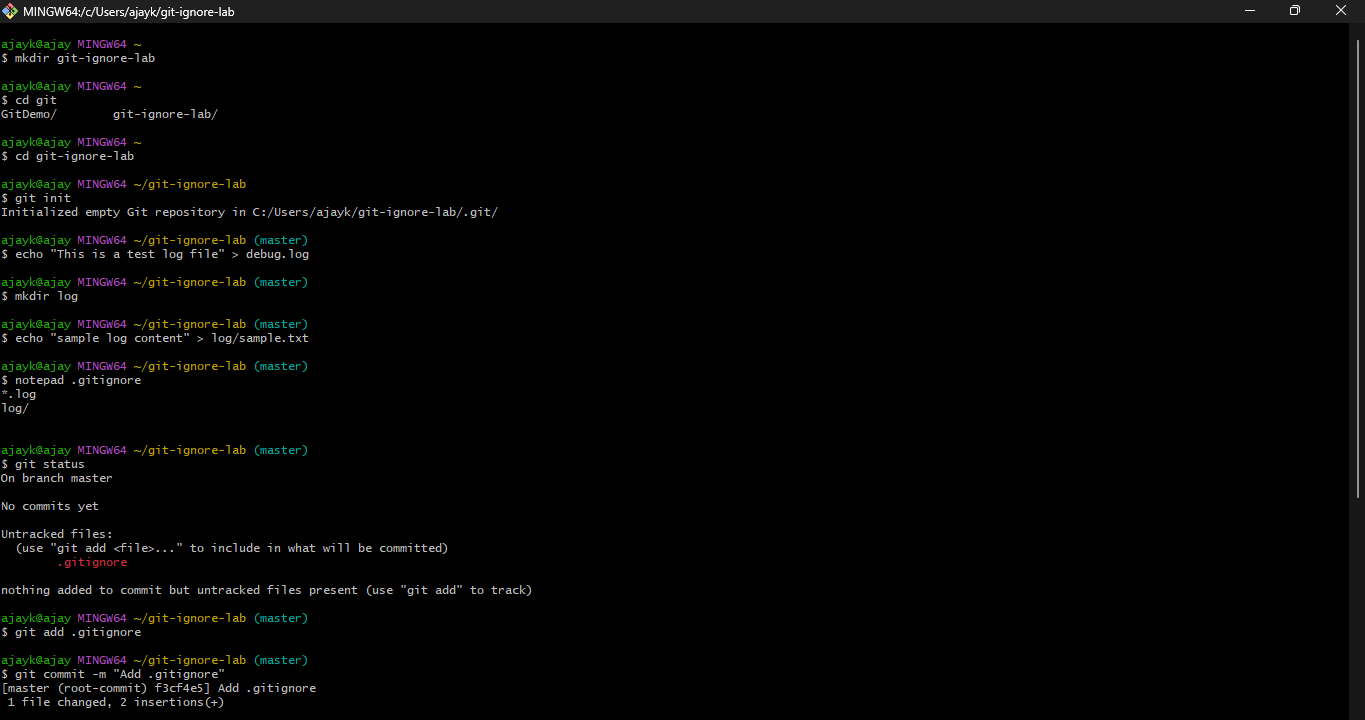 MINGW64:/c/Users/ajayk/git-ignore-lab
ajayk@ajay MINGW64 ~
$ mkdir git-ignore-lab
ajayk@ajay MINGW64 ~
$ cd git
GitDemo/        git-ignore-lab/
ajayk@ajay MINGW64 ~
$ cd git-ignore-lab
ajayk@ajay MINGW64 ~/git-ignore-lab
$ git init
Initialized empty Git repository in C:/Users/ajayk/git-ignore-lab/.git/
ajayk@ajay MINGW64 ~/git-ignore-lab (master)
$ echo "This is a test log file" > debug.log
ajayk@ajay MINGW64 ~/git-ignore-lab (master)
$ mkdir log
ajayk@ajay MINGW64 ~/git-ignore-lab (master)
$ echo "sample log content" > log/sample.txt
ajayk@ajay MINGW64 ~/git-ignore-lab (master)
$ notepad .gitignore
*.log
log/
ajayk@ajay MINGW64 ~/git-ignore-lab (master)
$ git status
On branch master
No commits yet
Untracked files:
  (use "git add <file>..." to include in what will be committed)
        .gitignore
nothing added to commit but untracked files present (use "git add" to track)
ajayk@ajay MINGW64 ~/git-ignore-lab (master)
$ git add .gitignore
ajayk@ajay MINGW64 ~/git-ignore-lab (master)
$ git commit -m "Add .gitignore"
[master (root-commit) f3cf4e5] Add .gitignore
 1 file changed, 2 insertions(+)